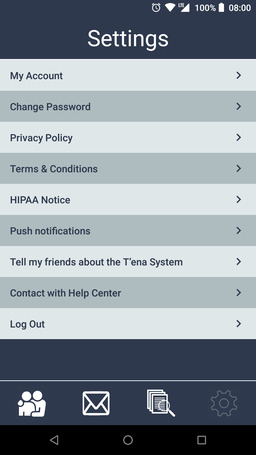 100% 08:00
Settings
My Account
Change Password
Privacy Policy
Terms & Conditions
HIPAA Notice
Push notifications
Tell my friends about the T'ena System
Contact with Help Center
Log Out